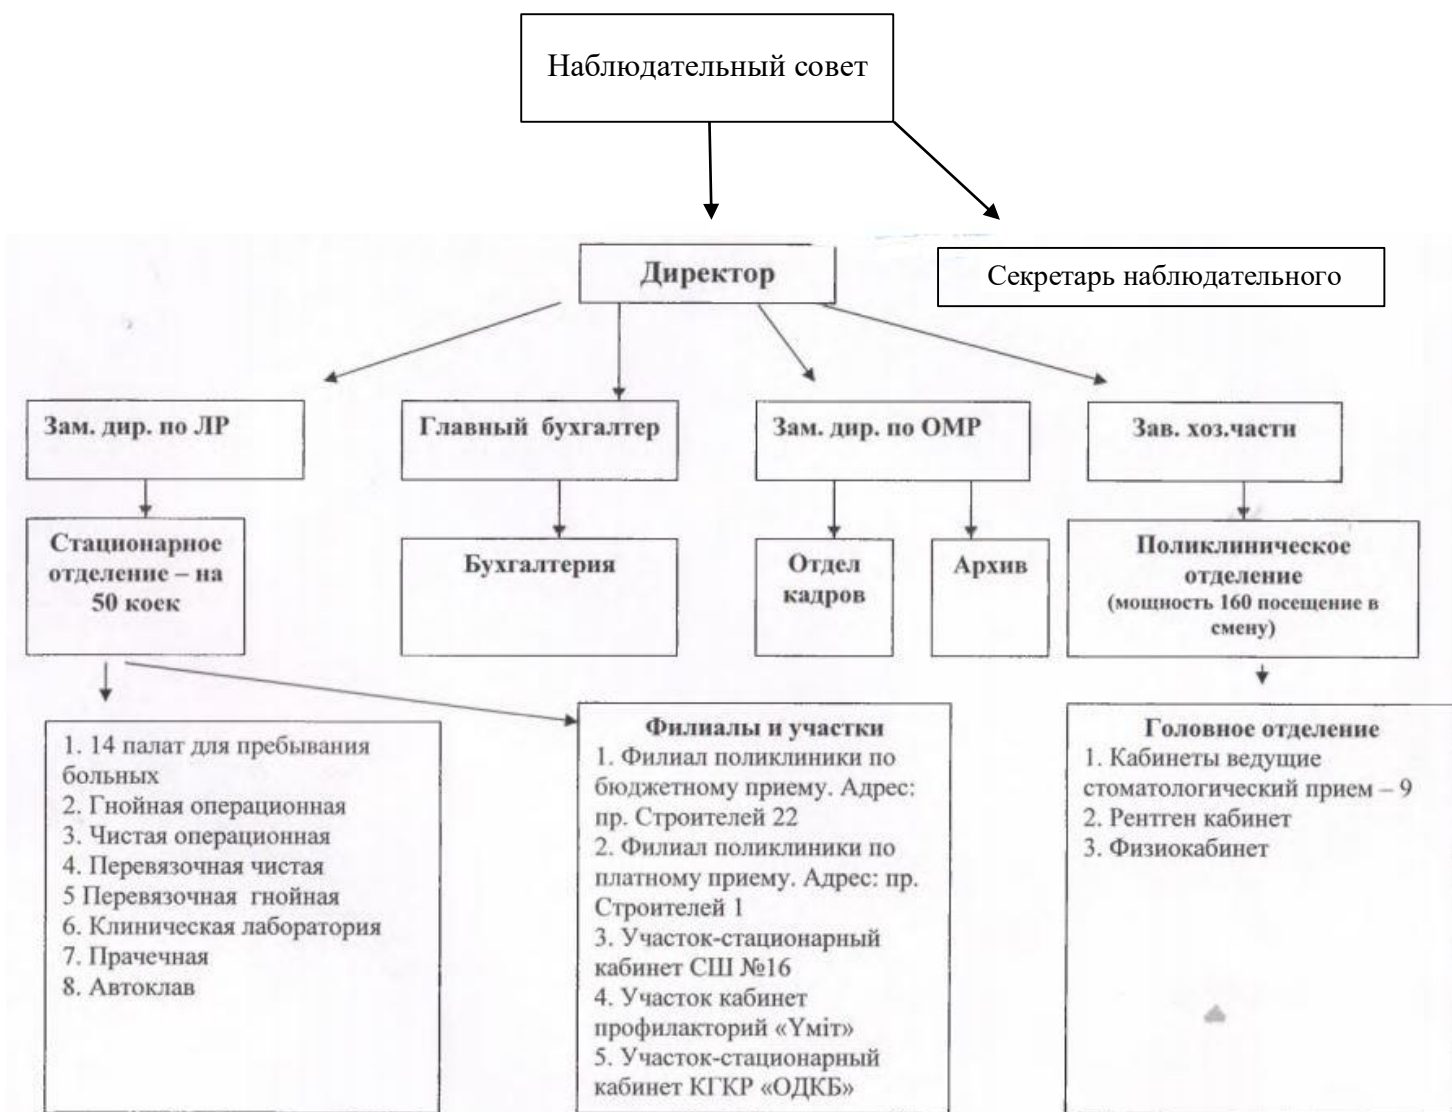 Наблюдательный совет
Директор
Секретарь наблюдательного
Зам. дир. по ЛР
Главный бухгалтер
Зам. дир. по ОМР
Зав. хоз.части
Стационарное
отделение – на
50 коек
Бухгалтерия
Отдел
кадров
Архив
Поликлиническое
отделение
(мощность 160 посещение в
смену)
1. 14 палат для пребывания
больных
2. Гнойная операционная
3. Чистая операционная
4. Перевязочная чистая
5 Перевязочная гнойная
6. Клиническая лаборатория
7. Прачечная
8. Автоклав
Филиалы и участки
1. Филиал поликлиники по
бюджетному приему. Адрес:
пр. Строителей 22
2. Филиал поликлиники по
платному приему. Адрес: пр.
Строителей 1
3. Участок-стационарный
кабинет СШ №16
4. Участок кабинет
профилакторий «Үміт»
5. Участок-стационарный
кабинет КГКР «ОДКБ»
Головное отделение
1. Кабинеты ведущие
стоматологический прием – 9
2. Рентген кабинет
3. Физиокабинет